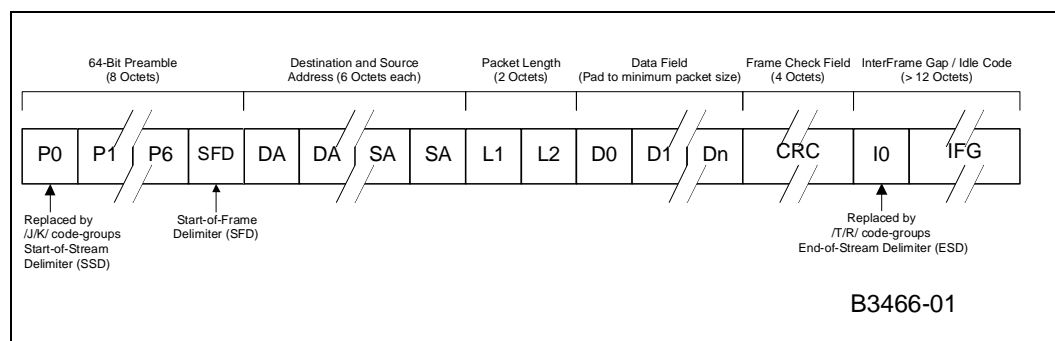 64-Bit Preamble
(8 Octets)
Destination and Source
Address (6 Octets each)
Packet Length
(2 Octets)
Data Field
(Pad to minimum packet size)
Frame Check Field
(4 Octets)
InterFrame Gap / Idle Code
(> 12 Octets)
P0 P1 P6 SFD DA DA SA SA L1 L2 D0 D1 Dn CRC I0 IFG
Replaced by
/J/K/ code-groups
Start-of-Stream
Delimiter (SSD)
Start-of-Frame
Delimiter (SFD)
Replaced by
/T/R/ code-groups
End-of-Stream Delimiter (ESD)
B3466-01